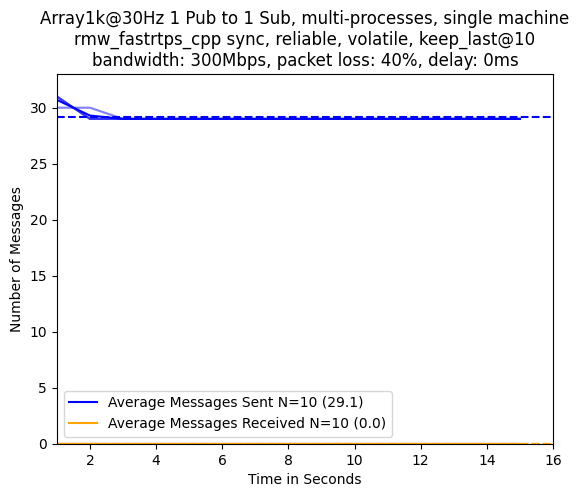 Array1k@30Hz 1 Pub to 1 Sub, multi-processes, single machine
rmw_fastrtps_cpp sync, reliable, volatile, keep_last@10
bandwidth: 300Mbps, packet loss: 40%, delay: 0ms
Number of Messages
30
25
20
15
10
5
0
Average Messages Sent N=10 (29.1)
Average Messages Received N=10 (0.0)
2 4 6 8 10 12 14 16
Time in Seconds